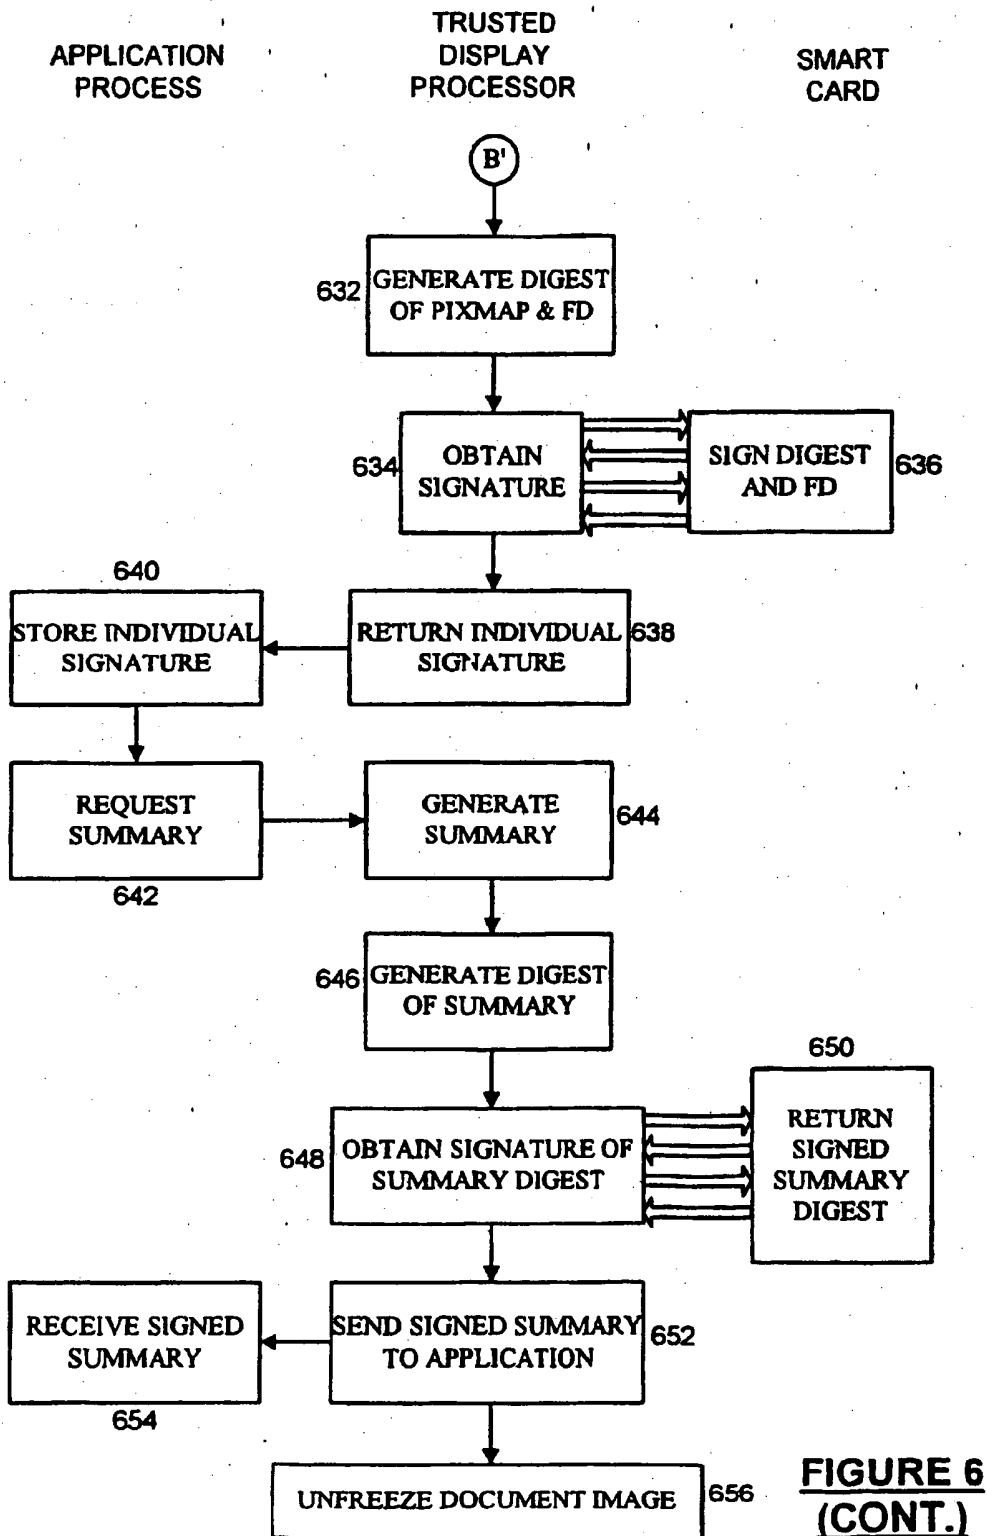 APPLICATION
PROCESS
TRUSTED
DISPLAY
PROCESSOR
SMART
CARD
B'
632
GENERATE DIGEST
OF PIXMAP & FD
634
OBTAIN
SIGNATURE
SIGN DIGEST
AND FD
636
640
STORE INDIVIDUAL
SIGNATURE
RETURN INDIVIDUAL
SIGNATURE
638
REQUEST
SUMMARY
642
GENERATE
SUMMARY
644
646
GENERATE DIGEST
OF SUMMARY
648
OBTAIN SIGNATURE OF
SUMMARY DIGEST
650
RETURN
SIGNED
SUMMARY
DIGEST
RECEIVE SIGNED
SUMMARY
654
SEND SIGNED SUMMARY
TO APPLICATION
652
UNFREEZE DOCUMENT IMAGE
656
FIGURE 6
(CONT.)